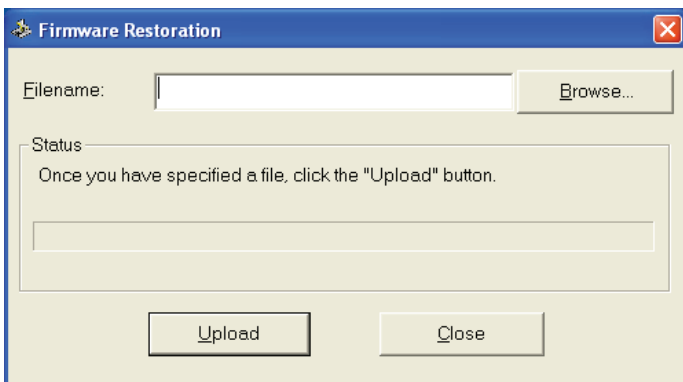 Firmware Restoration
Filename:
Browse...
Status
Once you have specified a file, click the "Upload" button.
Upload
Close